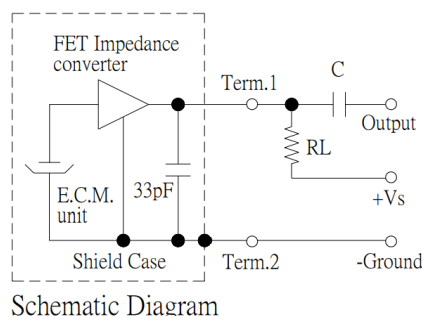 FET Impedance
converter
Term.1
C
Output
RL
+Vs
E.C.M.
unit
33pF
Shield Case
Term.2
-Ground
Schematic Diagram